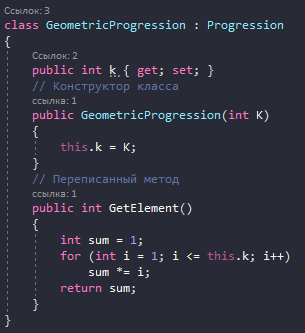 Ссылок: 3
class GeometricProgression : Progression
{
Ссылок: 2
public int k { get; set; }
// Конструктор класса
ссылка: 1
public GeometricProgression(int K)
{
this.k = K;
}
// Переписанный метод
ссылка: 1
public int GetElement()
{
int sum = 1;
for (int i = 1; i <= this.k; i++)
sum *= i;
return sum;
}
}